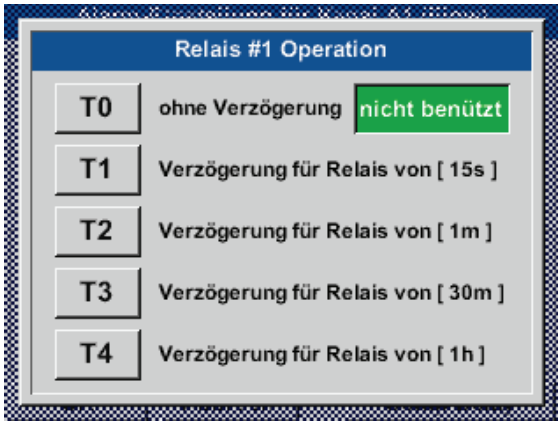 Relais #1 Operation
T0 ohne Verzögerung nicht benützt
T1 Verzögerung für Relais von [ 15s ]
T2 Verzögerung für Relais von [ 1m ]
T3 Verzögerung für Relais von [ 30m ]
T4 Verzögerung für Relais von [ 1h ]